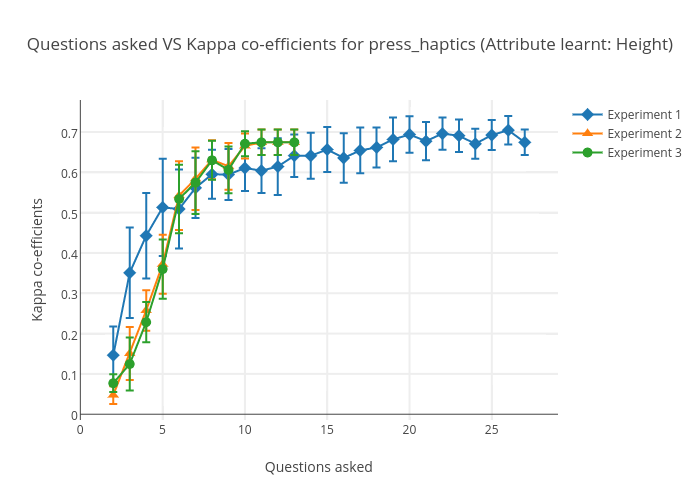 Questions asked VS Kappa co-efficients for press_haptics (Attribute learnt: Height)
Experiment 1
Experiment 2
Experiment 3
Kappa co-efficients
0.7
0.6
0.5
0.4
0.3
0.2
0.1
0
0 5 10 15 20 25
Questions asked